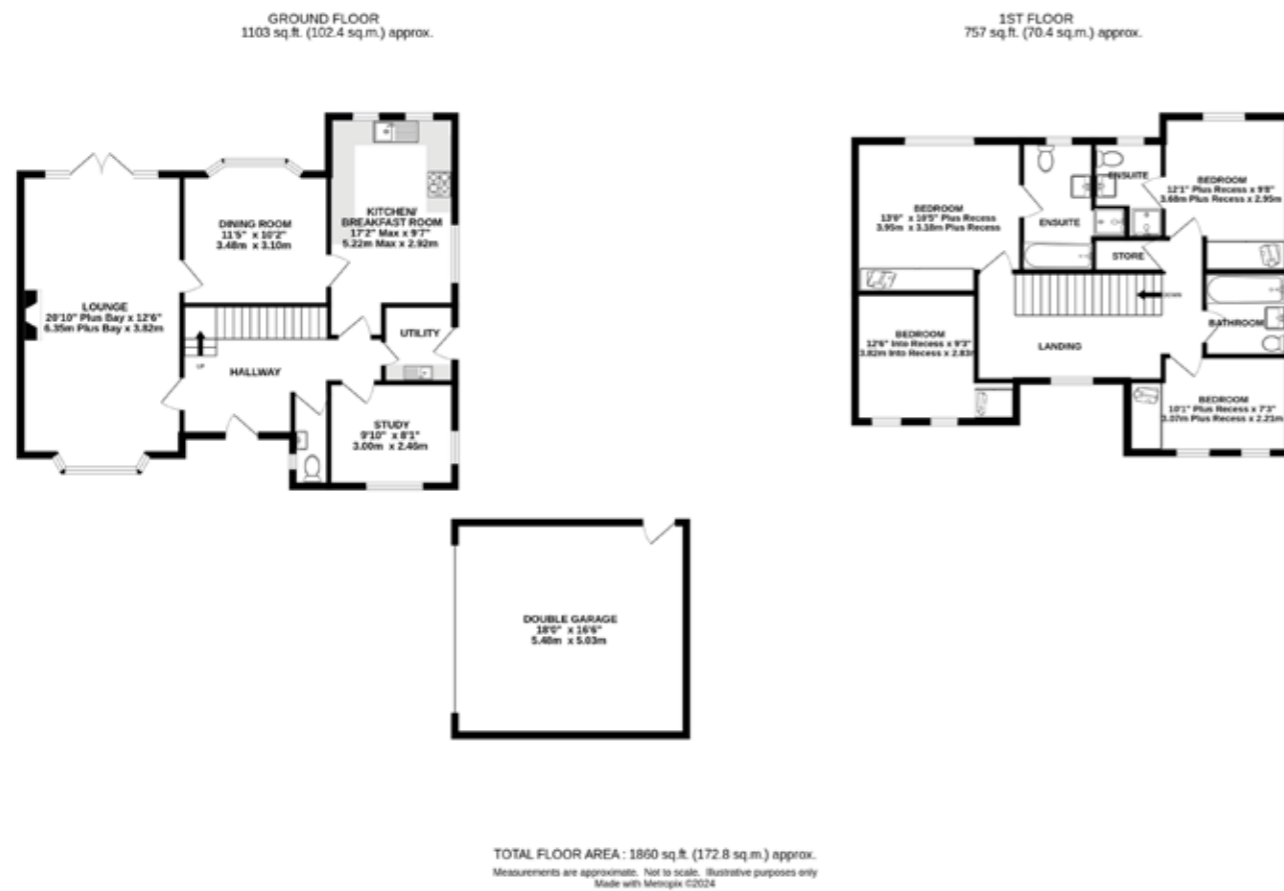 GROUND FLOOR
1103 sq.ft. (102.4 sq.m.) approx.
1ST FLOOR
757 sq.ft. (70.4 sq.m.) approx.
DINING ROOM
11'5" x 10'2"
3.48m x 3.10m
KITCHEN/
BREAKFAST ROOM
17'2" Max x 9'7"
5.22m Max x 2.92m
LOUNGE
20'10" Plus Bay x 12'6"
6.35m Plus Bay x 3.82m
UTILITY
UP
HALLWAY
STUDY
9'10" x 8'1"
3.00m x 2.46m
DOUBLE GARAGE
18'0" x 16'6"
5.48m x 5.03m
BEDROOM
13'0" x 10'5" Plus Recess
3.95m x 3.18m Plus Recess
ENSUITE
ENSUITE
BEDROOM
12'1" Plus Recess x 9'8"
3.68m Plus Recess x 2.95m
STORE
DOWN
BEDROOM
12'6" Into Recess x 9'3"
3.82m Into Recess x 2.83m
LANDING
BATHROOM
BEDROOM
10'1" Plus Recess x 7'3"
3.07m Plus Recess x 2.21m
TOTAL FLOOR AREA : 1860 sq.ft. (172.8 sq.m.) approx.
Measurements are approximate. Not to scale. Illustrative purposes only
Made with Metropix ©2024